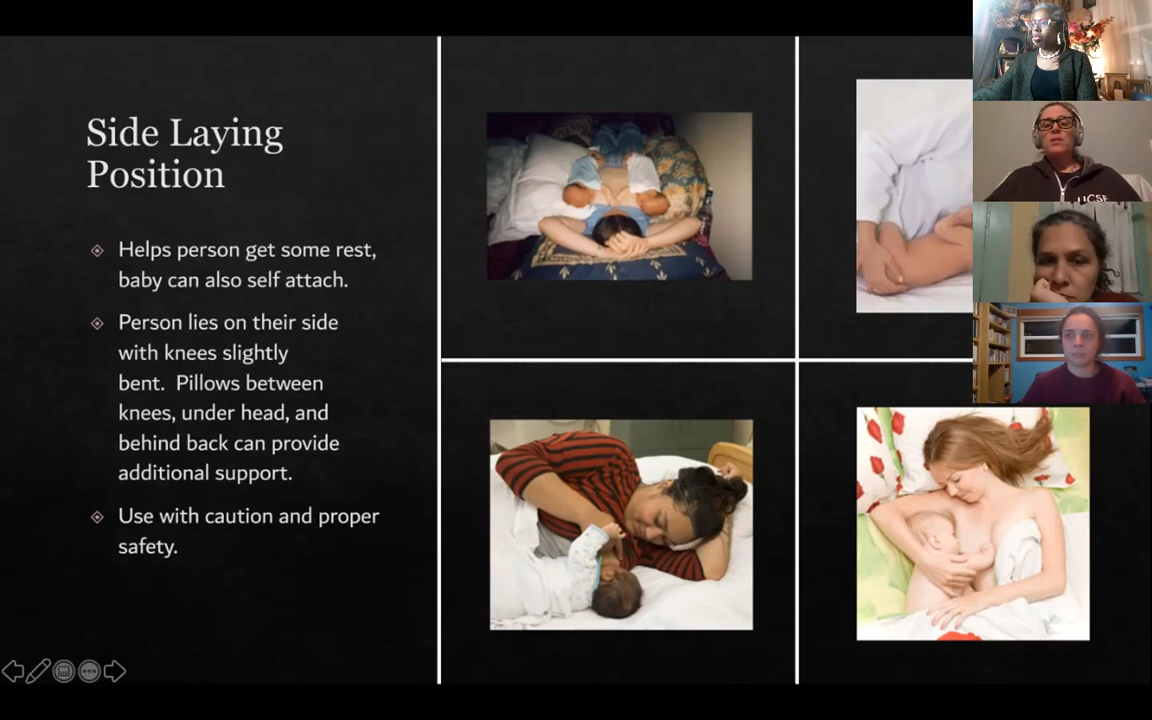 Side Laying
Position
Helps person get some rest,
baby can also self attach.
Person lies on their side
with knees slightly
bent.  Pillows between
knees, under head, and
behind back can provide
additional support.
Use with caution and proper
safety.
UCSF